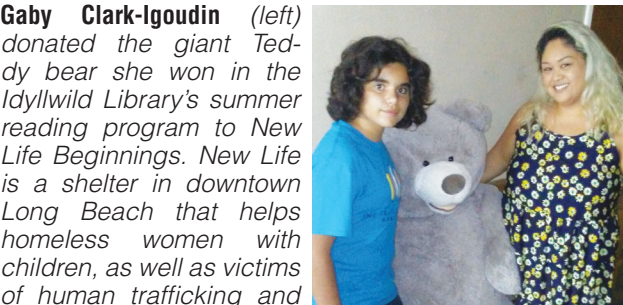 Gaby Clark-Igoudin (left)
donated the giant Ted-
dy bear she won in the
Idyllwild Library's summer
reading program to New
Life Beginnings. New Life
is a shelter in downtown
Long Beach that helps
homeless women with
children, as well as victims
of human trafficking and